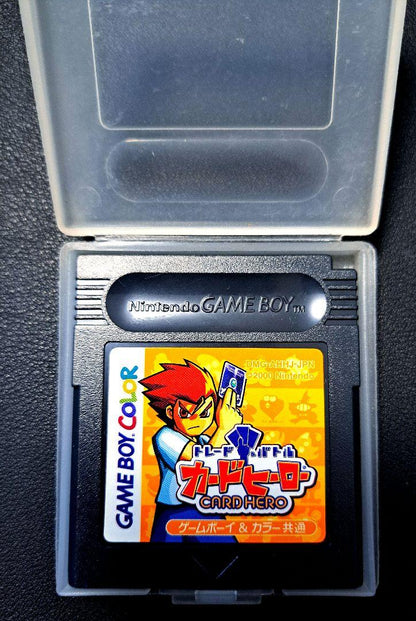 Nintendo GAME BOY™
GAME BOY COLOR
DMG-AHHJ-JPN
©2000 Nintendo
トレード&バトル
カードヒーロー
CARD HERO
ゲームボーイ & カラー 共通